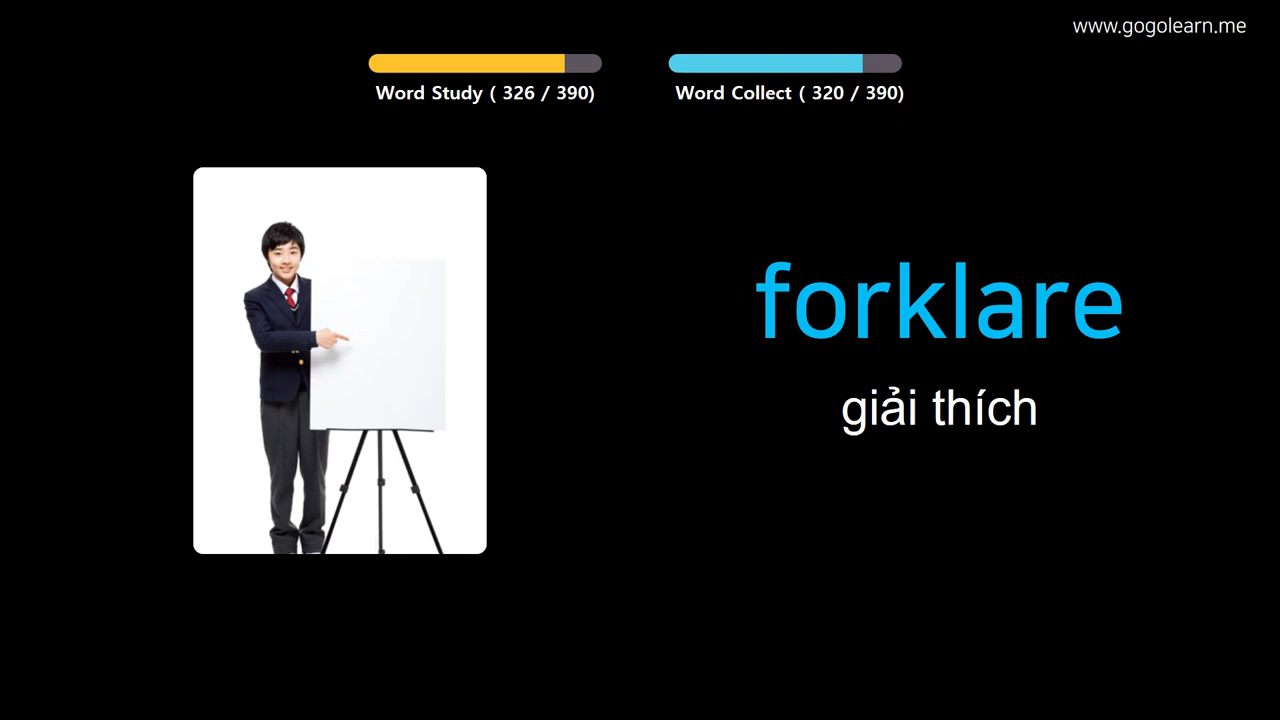 www.gogolearn.me
Word Study ( 326 / 390)
Word Collect ( 320 / 390)
forklare
giải thích